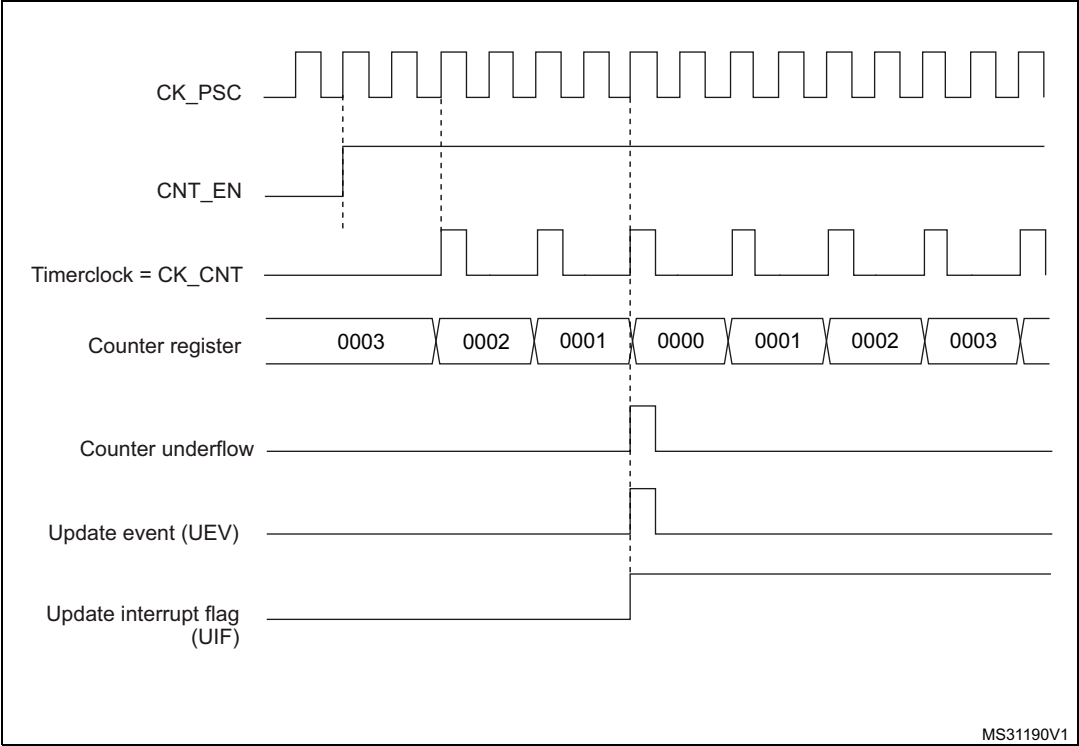 CK_PSC
CNT_EN
Timerclock = CK_CNT
Counter register
0003
0002
0001
0000
0001
0002
0003
Counter underflow
Update event (UEV)
Update interrupt flag
(UIF)
MS31190V1